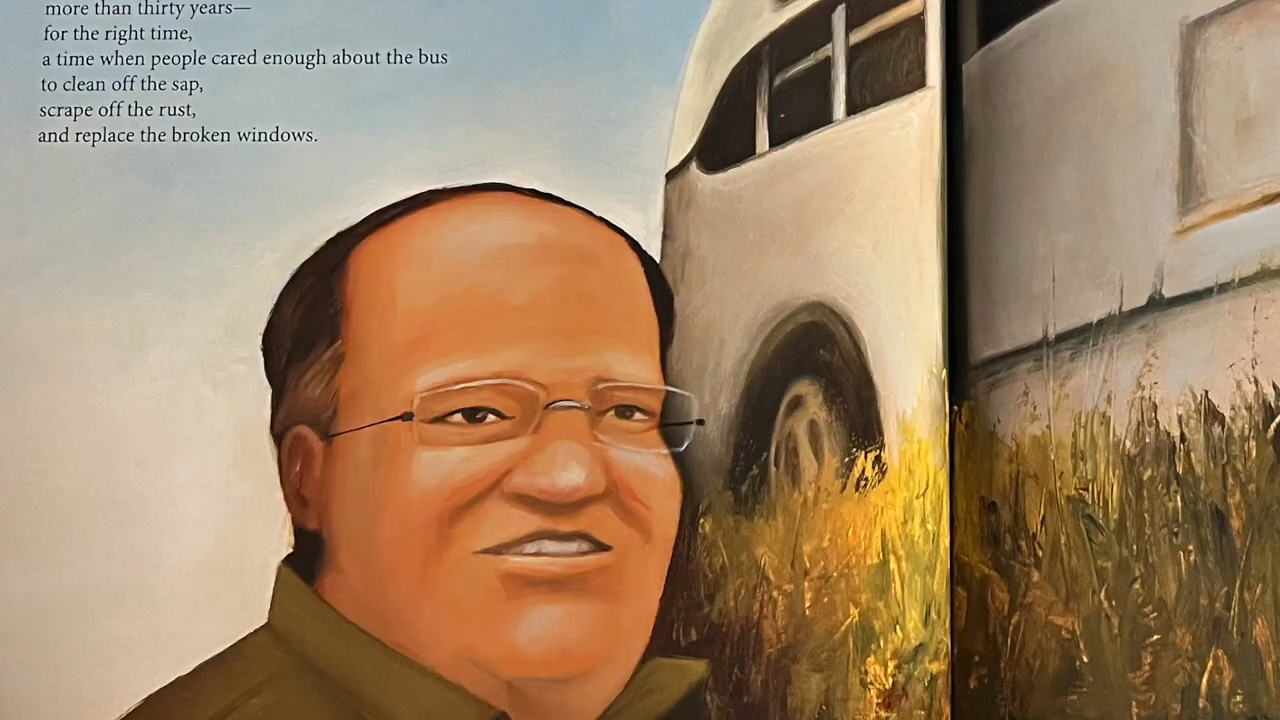 more than thirty years—
for the right time,
a time when people cared enough about the bus
to clean off the sap,
scrape off the rust,
and replace the broken windows.